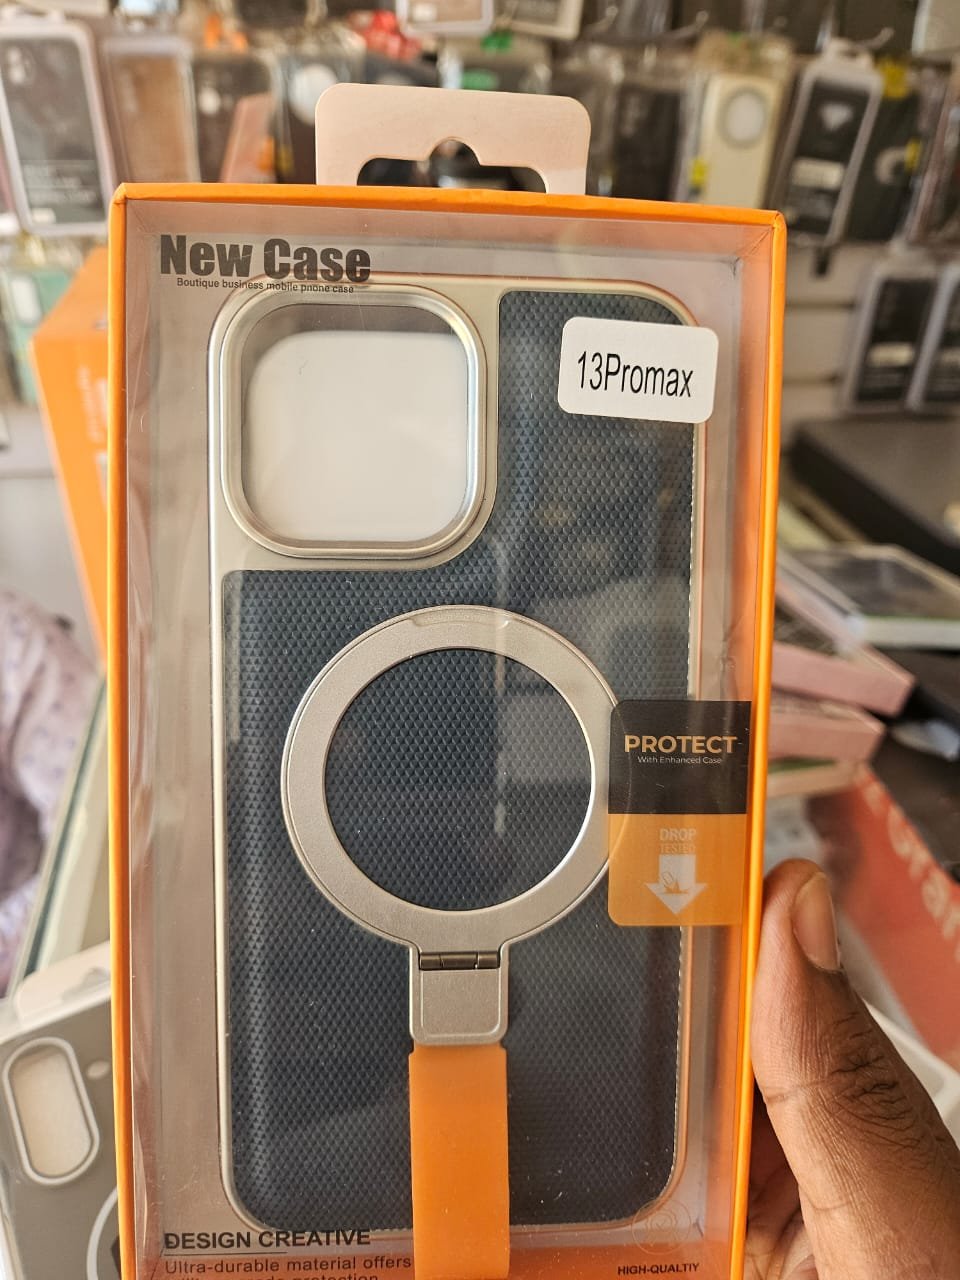 New Case
Boutique business mobile phone case
13Promax
PROTECT
With Enhanced Case
DROP
TESTED
DESIGN CREATIVE
Ultra-durable material offers
protection
HIGH-QUALTIY